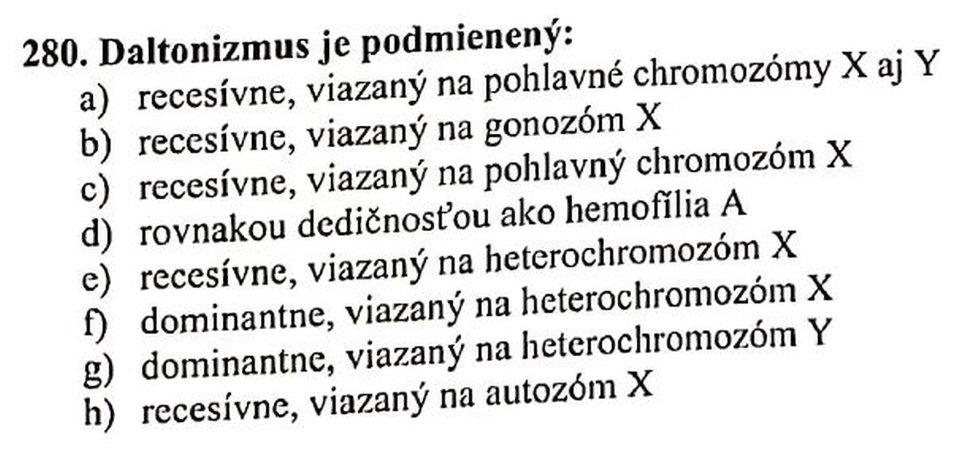 280. Daltonizmus je podmienený:
a) recesívne, viazaný na pohlavné chromozómy X aj Y
b) recesívne, viazaný na gonozóm X
c) recesívne, viazaný na pohlavný chromozóm X
d) rovnakou dedičnosťou ako hemofília A
e) recesívne, viazaný na heterochromozóm X
f) dominantne, viazaný na heterochromozóm X
g) dominantne, viazaný na heterochromozóm Y
h) recesívne, viazaný na autozóm X